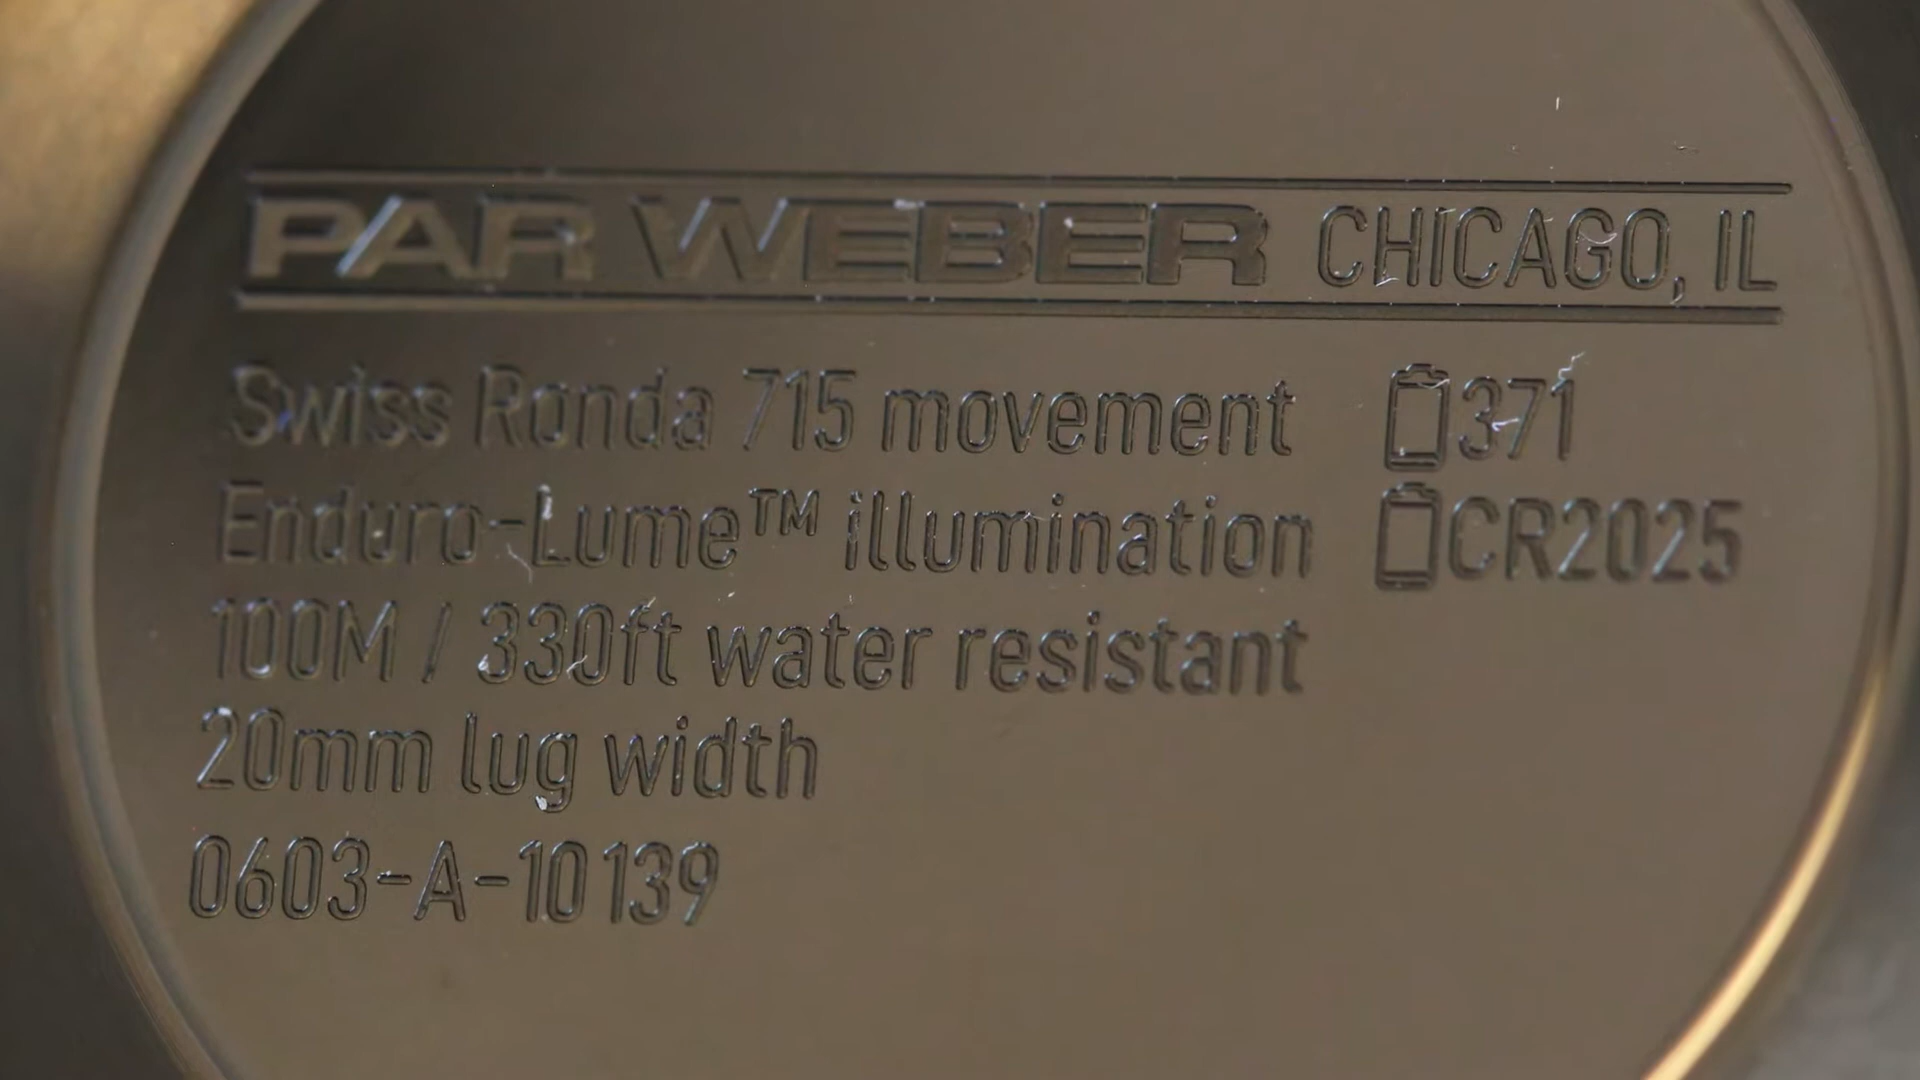 PAR WEBER CHICAGO, IL
Swiss Ronda 715 movement 371
Enduro-Lume™ illumination CR2025
100M / 330ft water resistant
20mm lug width
0603-A-10139